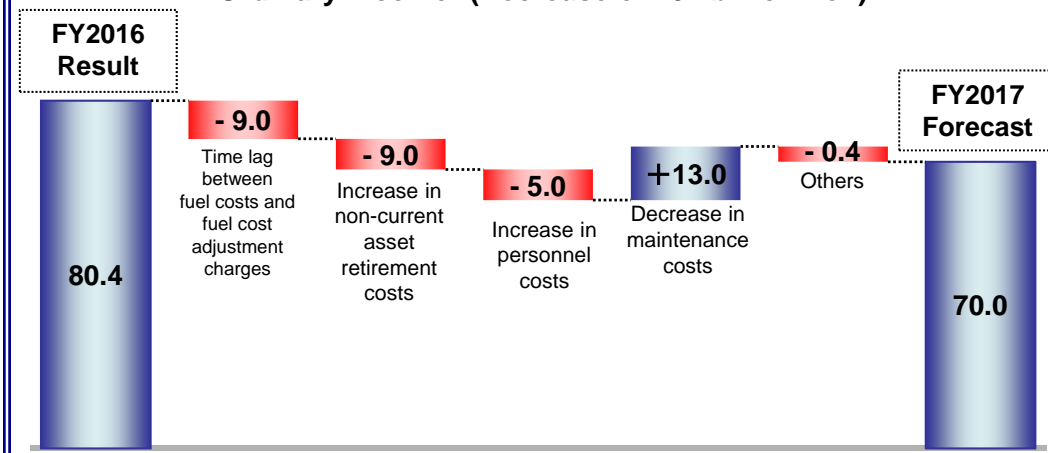 FY2016
Result
- 9.0
Time lag
between
fuel costs and
fuel cost
adjustment
charges
- 9.0
Increase in
non-current
asset
retirement
costs
- 5.0
Increase in
personnel
costs
+13.0
Decrease in
maintenance
costs
- 0.4
Others
FY2017
Forecast
80.4
70.0